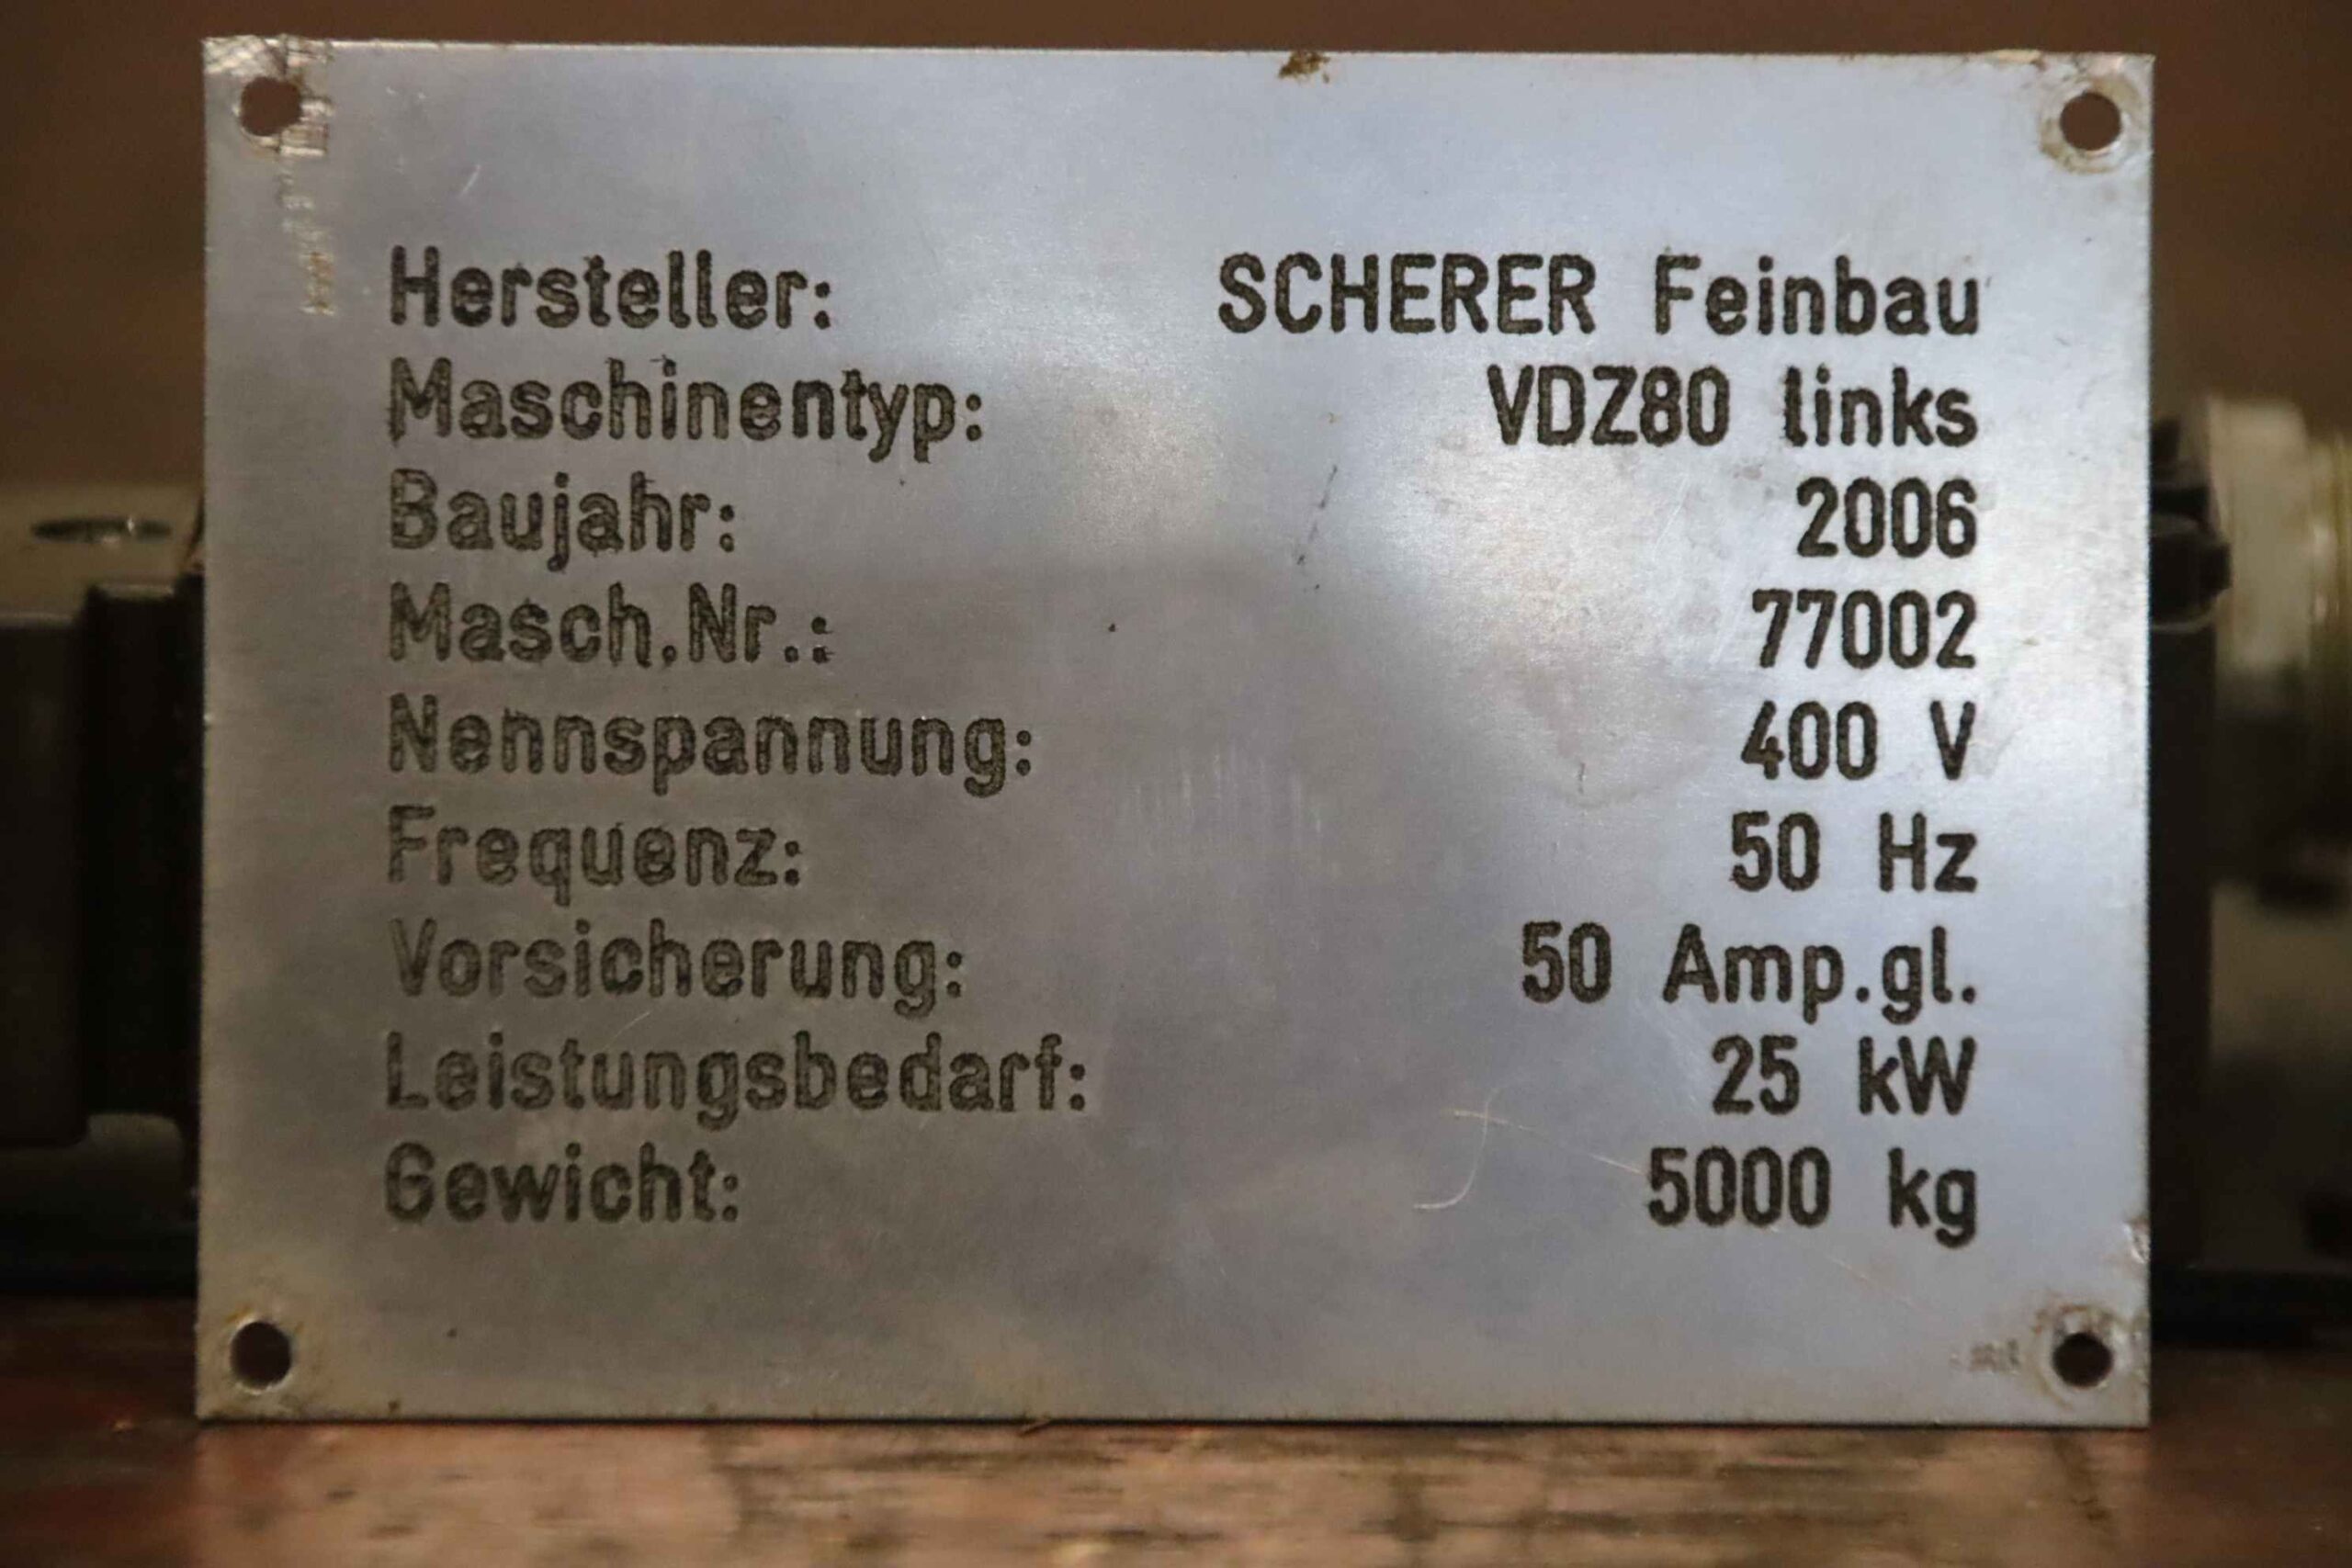 Hersteller: SCHERER Feinbau
Maschinentyp: VDZ80 links
Baujahr: 2006
Masch.Nr.: 77002
Nennspannung: 400 V
Frequenz: 50 Hz
Vorsicherung: 50 Amp.gl.
Leistungsbedarf: 25 kW
Gewicht: 5000 kg